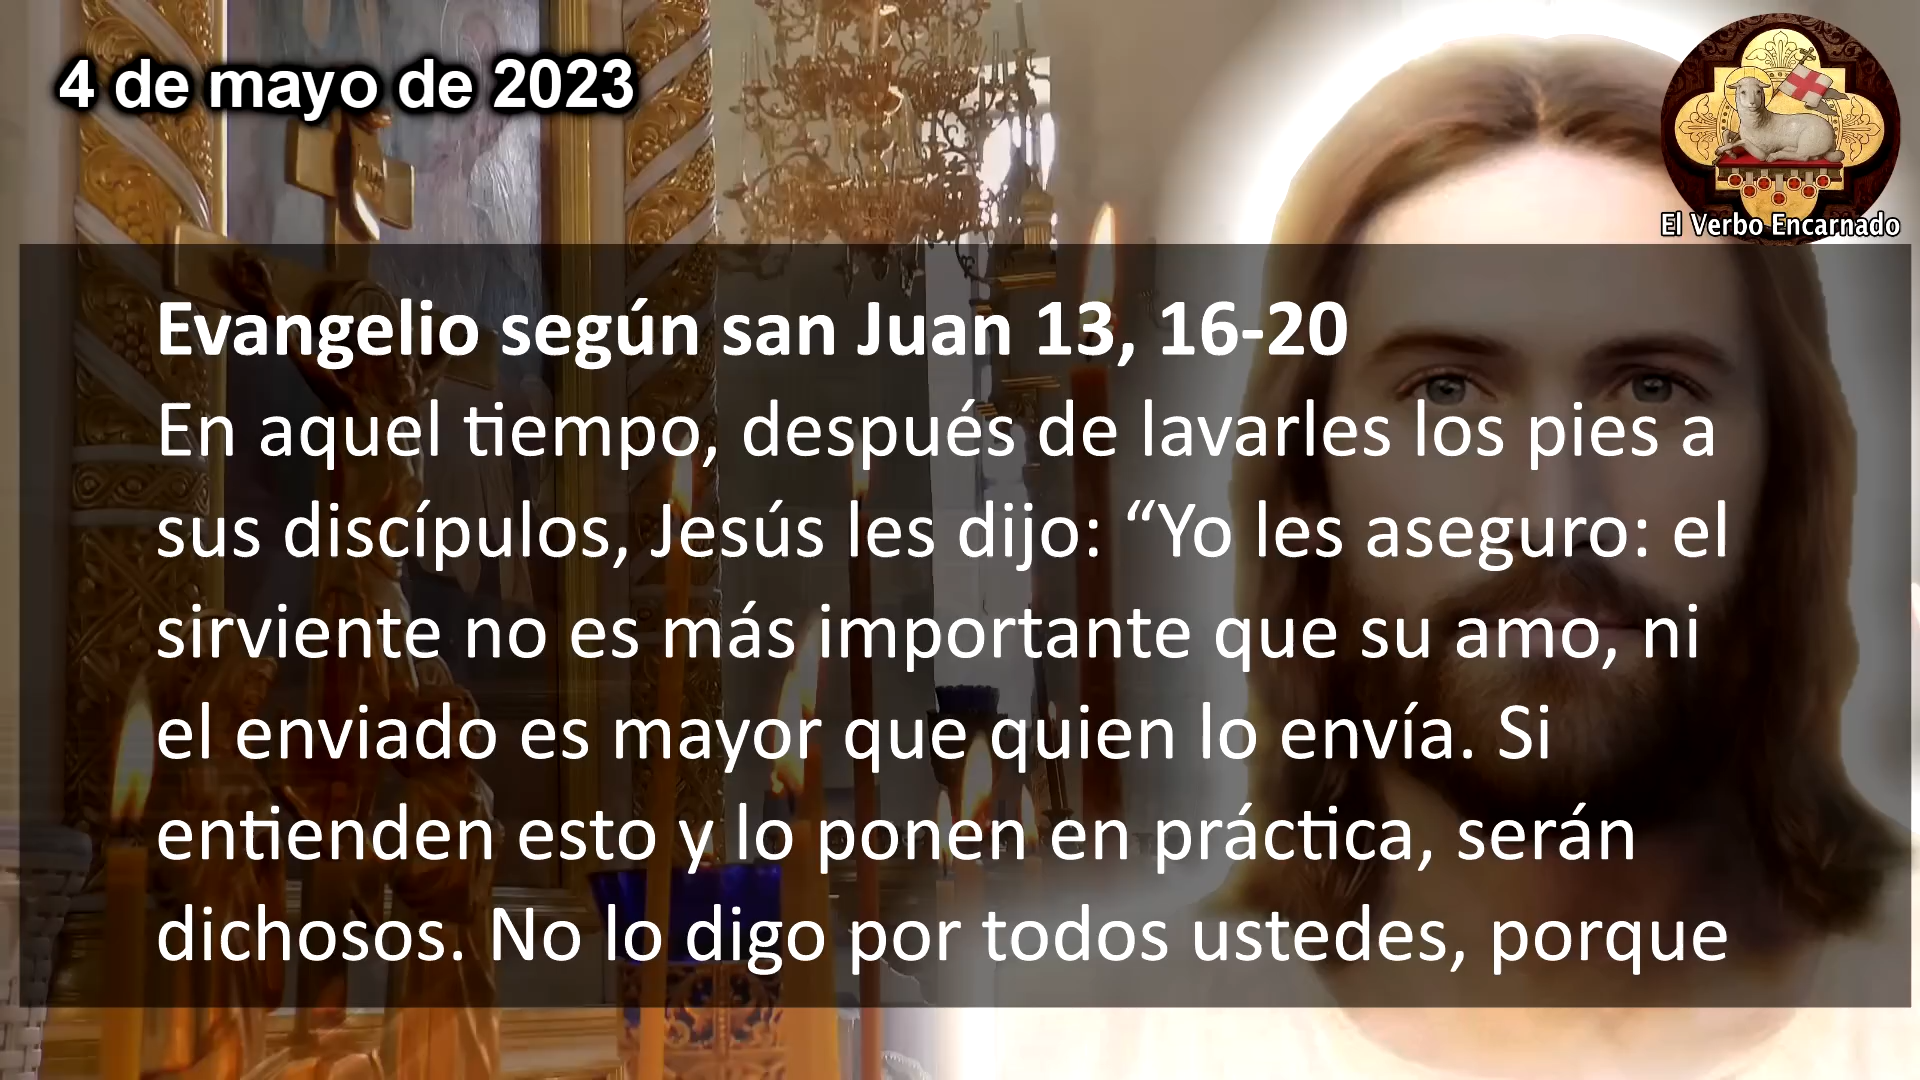 4 de mayo de 2023
El Verbo Encarnado
Evangelio según san Juan 13, 16-20
En aquel tiempo, después de lavarles los pies a
sus discípulos, Jesús les dijo: “Yo les aseguro: el
sirviente no es más importante que su amo, ni
el enviado es mayor que quien lo envía. Si
entienden esto y lo ponen en práctica, serán
dichosos. No lo digo por todos ustedes, porque